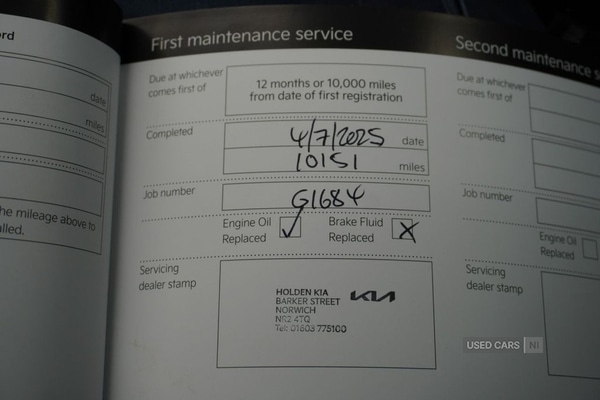 rd
date
miles
he mileage above to
lled.
First maintenance service
Due at whichever
comes first of
12 months or 10,000 miles
from date of first registration
Completed
4/7/2025 date
10151 miles
Job number
G1684
Engine Oil
Replaced
Brake Fluid
Replaced
Servicing
dealer stamp
HOLDEN KIA
BARKER STREET
NORWICH
NR2 4TQ
Tel: 01603 775100
KIA
Second maintenance s
Due at whichever
comes first of
Completed
Job number
Engine Oil
Replaced
Servicing
dealer stamp
USED CARS NI